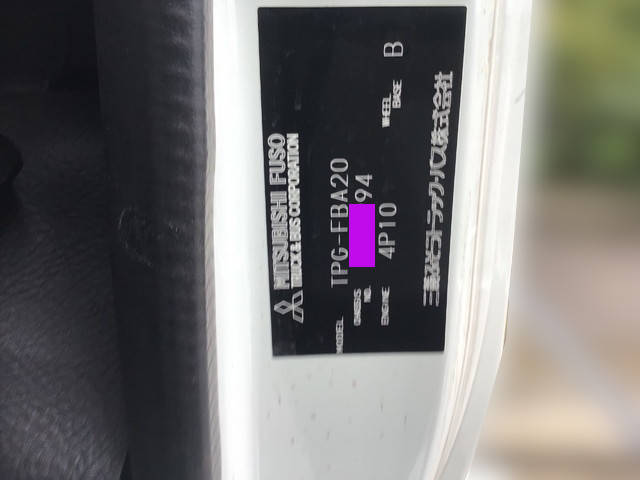 MITSUBISHI FUSO
TRUCK & BUS CORPORATION
MODEL TPG-FBA20
CHASSIS NO. 94
ENGINE 4P10 WHEEL BASE B
三菱ふそうトラック・バス株式会社